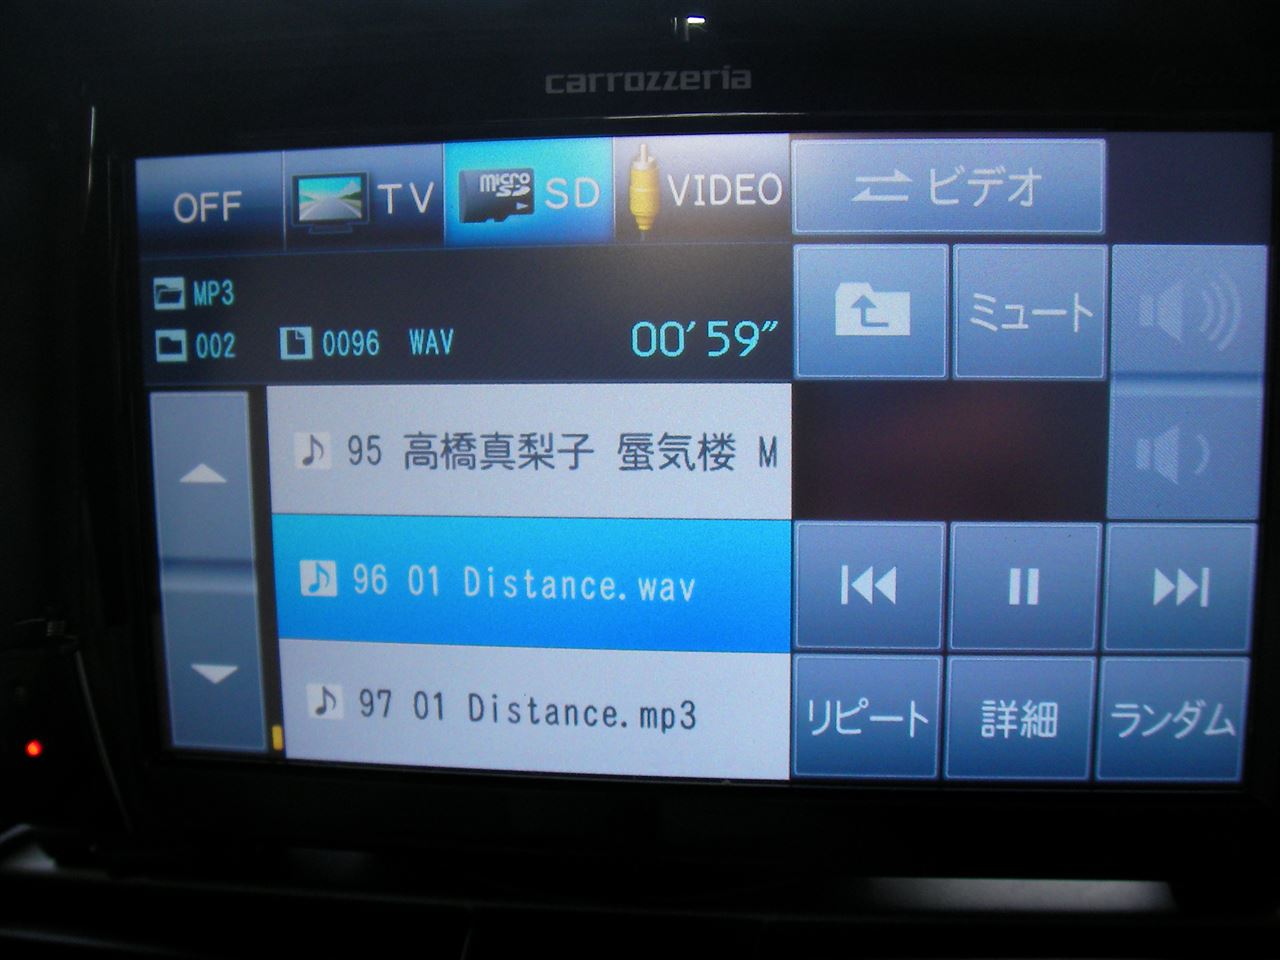 carrozzeria
OFF
TV
micro SD
SD
VIDEO
ビデオ
MP3
002 0096 WAV 00'59"
ミュート
95 高橋真梨子 蜃気楼 M
96 01 Distance.wav
97 01 Distance.mp3
リピート
詳細
ランダム